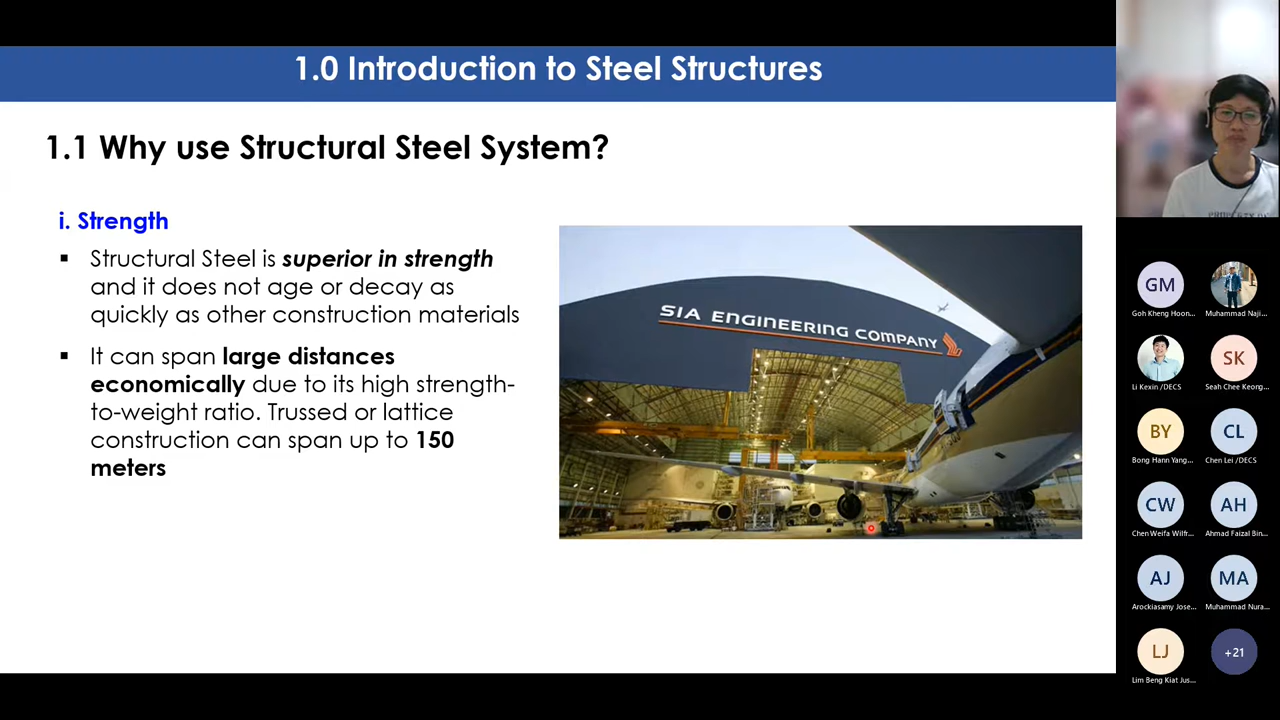 1.0 Introduction to Steel Structures
1.1 Why use Structural Steel System?
i. Strength
▪ Structural Steel is superior in strength
and it does not age or decay as
quickly as other construction materials
▪ It can span large distances
economically due to its high strength-
to-weight ratio. Trussed or lattice
construction can span up to 150
meters
SIA ENGINEERING COMPANY
GM
Goh Kheng Hoon...
Muhammad Naji...
Li Kexin /DECS
SK
Seah Chee Keong...
BY
Bong Hann Yang...
CL
Chen Lei /DECS
CW
Chen Weifa Wilfr...
AH
Ahmad Faizal Bin...
AJ
Arockiasamy Jose...
MA
Muhammad Nura...
LJ
Lim Beng Kiat Jus...
+21